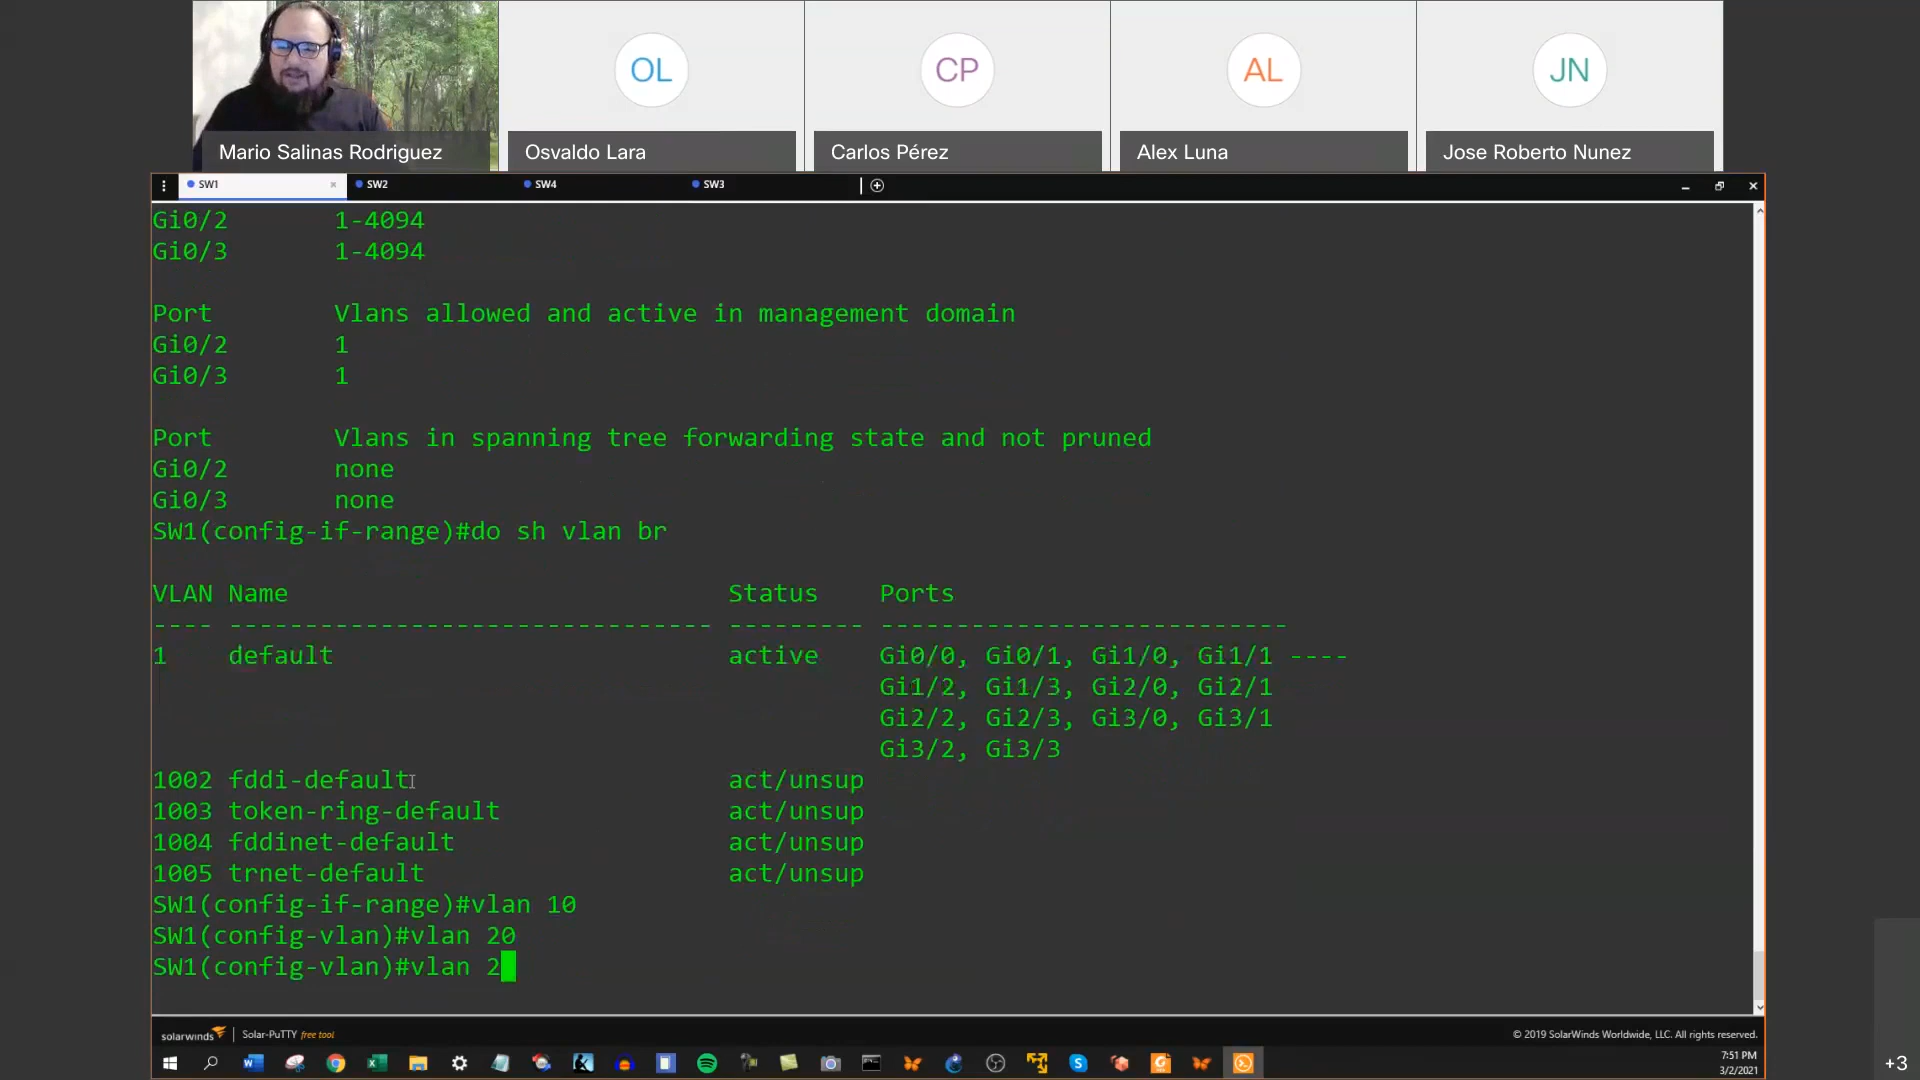 OL
CP
AL
JN
Mario Salinas Rodriguez
Osvaldo Lara
Carlos Pérez
Alex Luna
Jose Roberto Nunez
SW1
SW2
SW4
SW3
Gi0/2 1-4094
Gi0/3 1-4094
Port Vlans allowed and active in management domain
Gi0/2 1
Gi0/3 1
Port Vlans in spanning tree forwarding state and not pruned
Gi0/2 none
Gi0/3 none
SW1(config-if-range)#do sh vlan br
VLAN Name Status Ports
---- -------------------------------- --------- ---------------------------
1 default active Gi0/0, Gi0/1, Gi1/0, Gi1/1 ----
Gi1/2, Gi1/3, Gi2/0, Gi2/1
Gi2/2, Gi2/3, Gi3/0, Gi3/1
Gi3/2, Gi3/3
1002 fddi-default act/unsup
1003 token-ring-default act/unsup
1004 fddinet-default act/unsup
1005 trnet-default act/unsup
SW1(config-if-range)#vlan 10
SW1(config-vlan)#vlan 20
SW1(config-vlan)#vlan 2
solarwinds Solar-PuTTY free tool
© 2019 SolarWinds Worldwide, LLC. All rights reserved.
7:51 PM
3/2/2021
+3